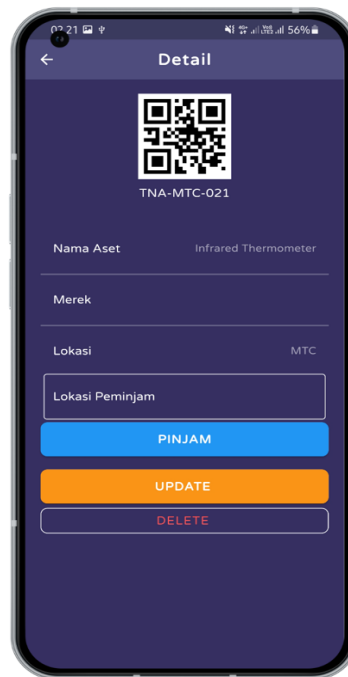 02:21 56%
Detail
TNA-MTC-021
Nama Aset Infrared Thermometer
Merek
Lokasi MTC
Lokasi Peminjam
PINJAM
UPDATE
DELETE